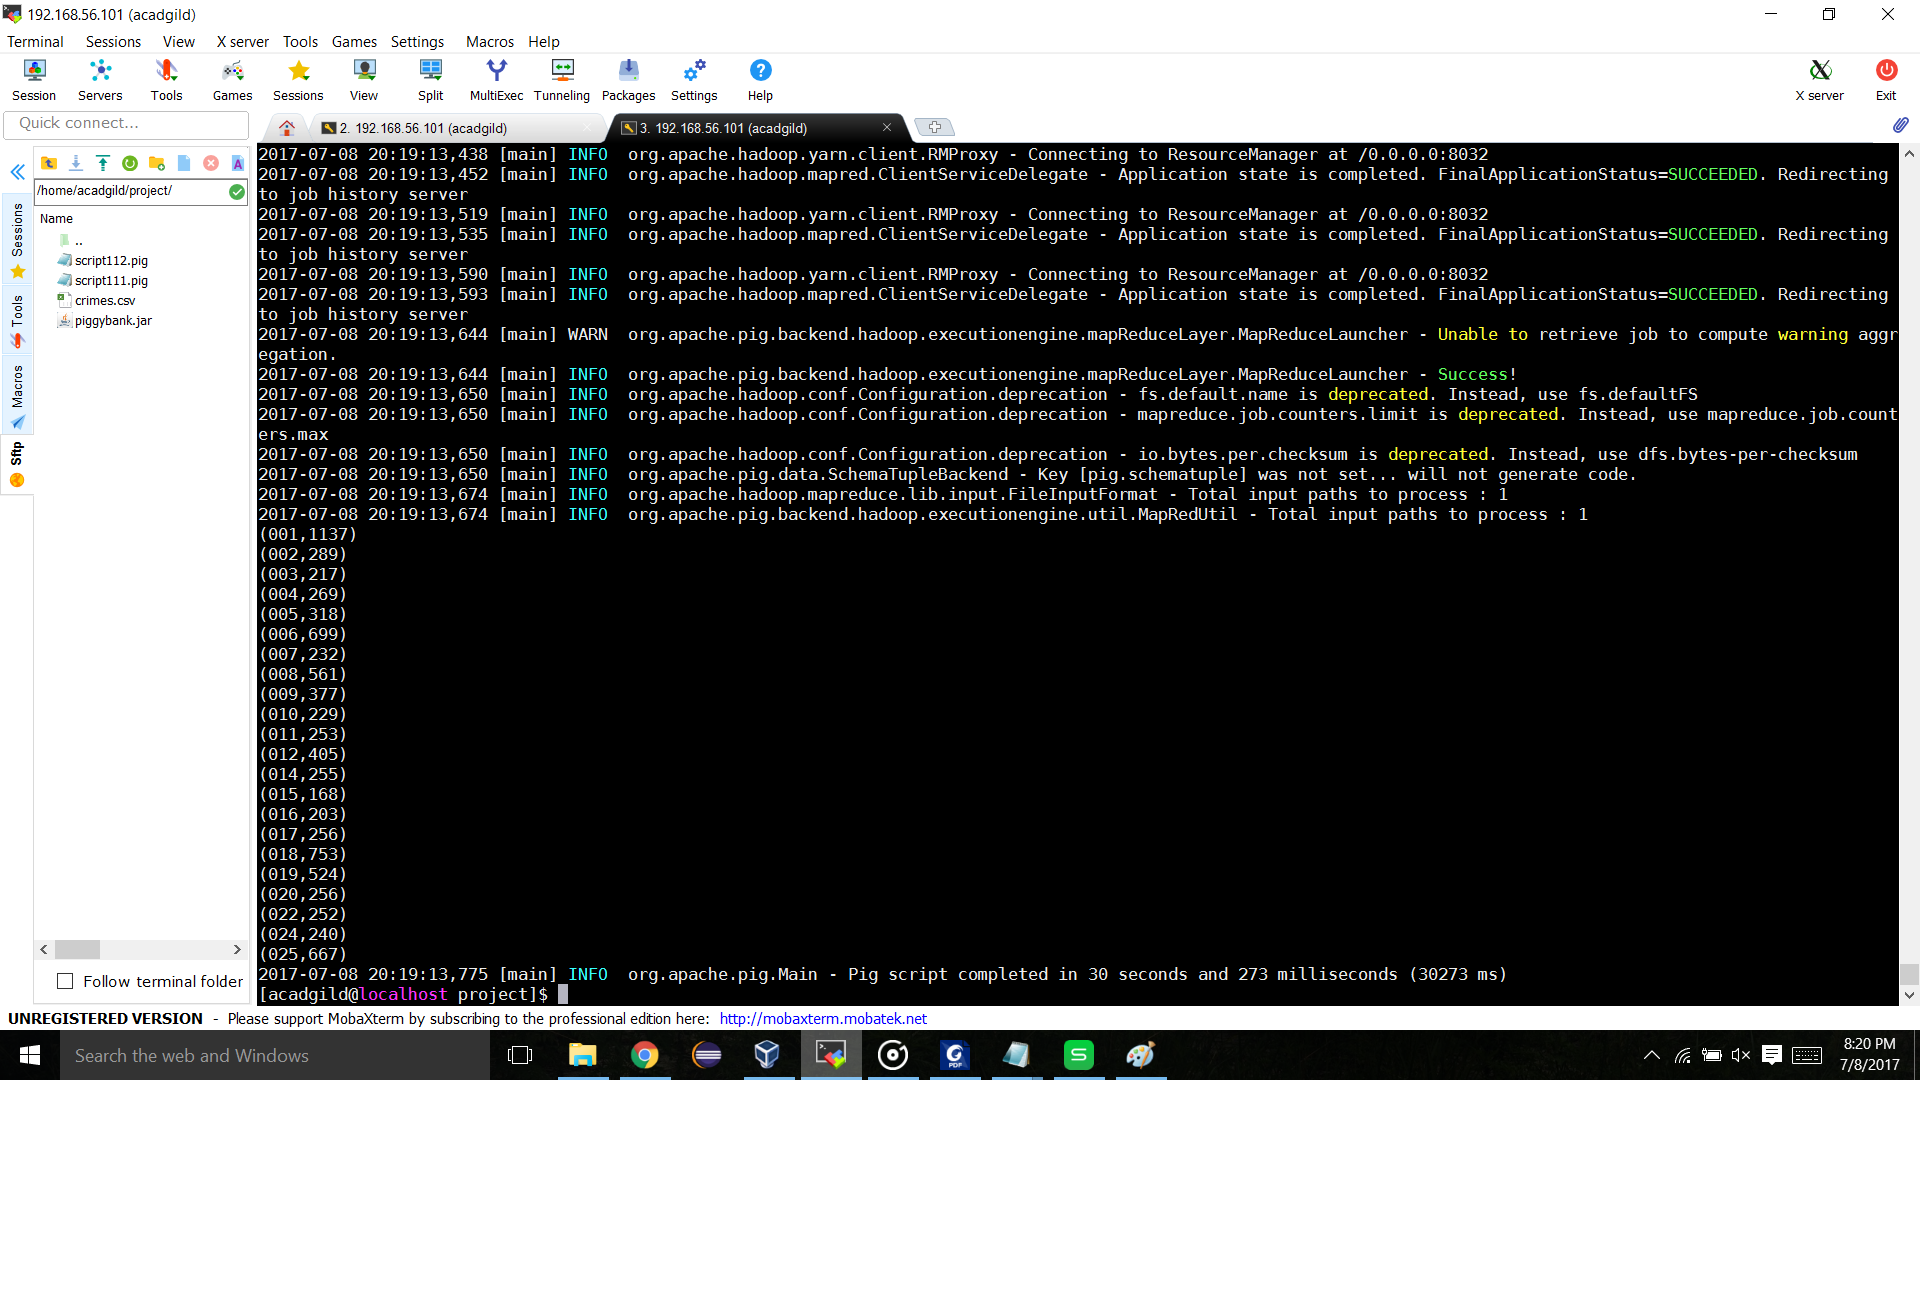 192.168.56.101 (acadgild)
Terminal Sessions View X server Tools Games Settings Macros Help
Session Servers Tools Games Sessions View Split MultiExec Tunneling Packages Settings Help X server Exit
Quick connect...
2. 192.168.56.101 (acadgild)
3. 192.168.56.101 (acadgild)
/home/acadgild/project/
Name
..
script112.pig
script111.pig
crimes.csv
piggybank.jar
Sessions
Tools
Macros
Sftp
Follow terminal folder
2017-07-08 20:19:13,438 [main] INFO  org.apache.hadoop.yarn.client.RMProxy - Connecting to ResourceManager at /0.0.0.0:8032
2017-07-08 20:19:13,452 [main] INFO  org.apache.hadoop.mapred.ClientServiceDelegate - Application state is completed. FinalApplicationStatus=SUCCEEDED. Redirecting
to job history server
2017-07-08 20:19:13,519 [main] INFO  org.apache.hadoop.yarn.client.RMProxy - Connecting to ResourceManager at /0.0.0.0:8032
2017-07-08 20:19:13,535 [main] INFO  org.apache.hadoop.mapred.ClientServiceDelegate - Application state is completed. FinalApplicationStatus=SUCCEEDED. Redirecting
to job history server
2017-07-08 20:19:13,590 [main] INFO  org.apache.hadoop.yarn.client.RMProxy - Connecting to ResourceManager at /0.0.0.0:8032
2017-07-08 20:19:13,593 [main] INFO  org.apache.hadoop.mapred.ClientServiceDelegate - Application state is completed. FinalApplicationStatus=SUCCEEDED. Redirecting
to job history server
2017-07-08 20:19:13,644 [main] WARN  org.apache.pig.backend.hadoop.executionengine.mapReduceLayer.MapReduceLauncher - Unable to retrieve job to compute warning aggr
egation.
2017-07-08 20:19:13,644 [main] INFO  org.apache.pig.backend.hadoop.executionengine.mapReduceLayer.MapReduceLauncher - Success!
2017-07-08 20:19:13,650 [main] INFO  org.apache.hadoop.conf.Configuration.deprecation - fs.default.name is deprecated. Instead, use fs.defaultFS
2017-07-08 20:19:13,650 [main] INFO  org.apache.hadoop.conf.Configuration.deprecation - mapreduce.job.counters.limit is deprecated. Instead, use mapreduce.job.count
ers.max
2017-07-08 20:19:13,650 [main] INFO  org.apache.hadoop.conf.Configuration.deprecation - io.bytes.per.checksum is deprecated. Instead, use dfs.bytes-per-checksum
2017-07-08 20:19:13,650 [main] INFO  org.apache.pig.data.SchemaTupleBackend - Key [pig.schematuple] was not set... will not generate code.
2017-07-08 20:19:13,674 [main] INFO  org.apache.hadoop.mapreduce.lib.input.FileInputFormat - Total input paths to process : 1
2017-07-08 20:19:13,674 [main] INFO  org.apache.pig.backend.hadoop.executionengine.util.MapRedUtil - Total input paths to process : 1
(001,1137)
(002,289)
(003,217)
(004,269)
(005,318)
(006,699)
(007,232)
(008,561)
(009,377)
(010,229)
(011,253)
(012,405)
(014,255)
(015,168)
(016,203)
(017,256)
(018,753)
(019,524)
(020,256)
(022,252)
(024,240)
(025,667)
2017-07-08 20:19:13,775 [main] INFO  org.apache.pig.Main - Pig script completed in 30 seconds and 273 milliseconds (30273 ms)
[acadgild@localhost project]$
UNREGISTERED VERSION - Please support MobaXterm by subscribing to the professional edition here: http://mobaxterm.mobatek.net
Search the web and Windows
8:20 PM
7/8/2017